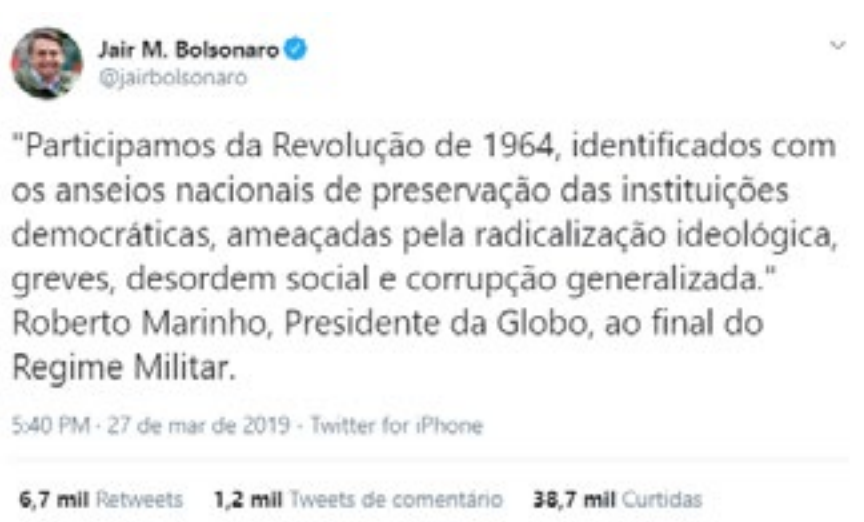 Jair M. Bolsonaro
@jairbolsonaro
"Participamos da Revolução de 1964, identificados com
os anseios nacionais de preservação das instituições
democráticas, ameaçadas pela radicalização ideológica,
greves, desordem social e corrupção generalizada."
Roberto Marinho, Presidente da Globo, ao final do
Regime Militar.
5:40 PM · 27 de mar de 2019 · Twitter for iPhone
6,7 mil Retweets 1,2 mil Tweets de comentário 38,7 mil Curtidas